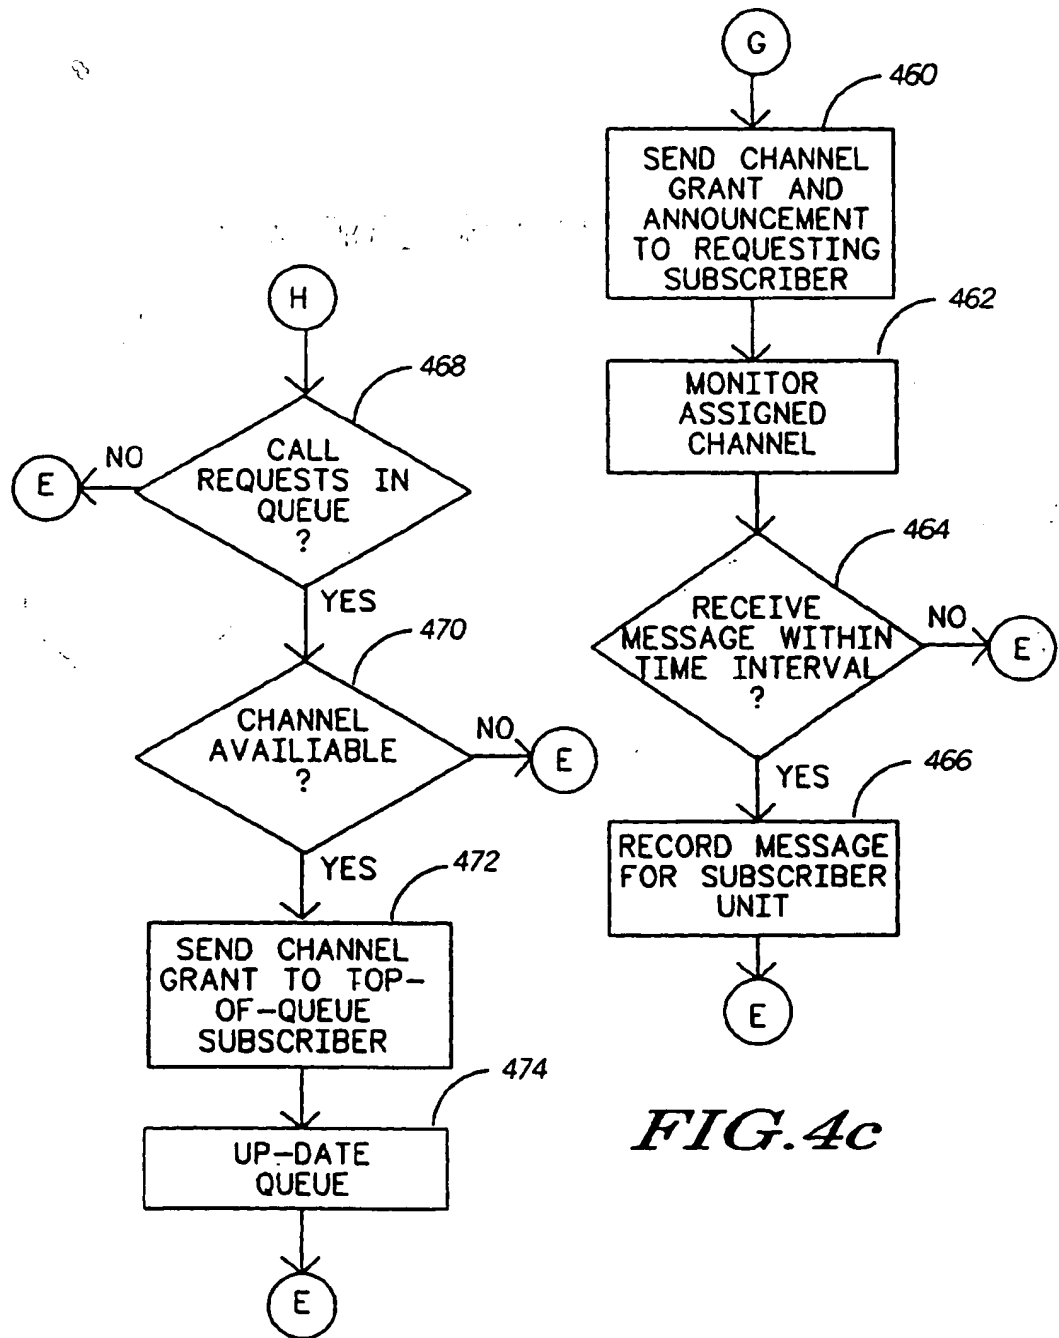 G
460
SEND CHANNEL
GRANT AND
ANNOUNCEMENT
TO REQUESTING
SUBSCRIBER
462
MONITOR
ASSIGNED
CHANNEL
464
RECEIVE
MESSAGE WITHIN
TIME INTERVAL
?
NO
E
YES
466
RECORD MESSAGE
FOR SUBSCRIBER
UNIT
E
H
468
CALL
REQUESTS IN
QUEUE
?
NO
E
YES
470
CHANNEL
AVAILIABLE
?
NO
E
YES
472
SEND CHANNEL
GRANT TO TOP-
OF-QUEUE
SUBSCRIBER
474
UP-DATE
QUEUE
E
FIG.4c